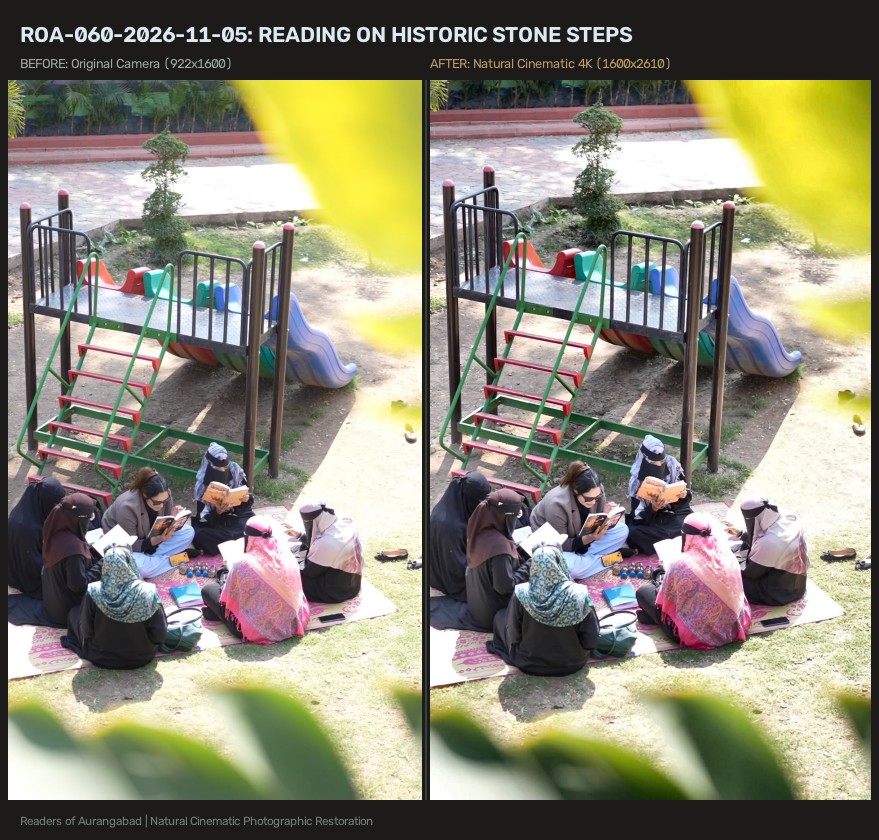 ROA-060-2026-11-05: READING ON HISTORIC STONE STEPS
BEFORE: Original Camera (922x1600)
AFTER: Natural Cinematic 4K (1600x2610)
Readers of Aurangabad | Natural Cinematic Photographic Restoration